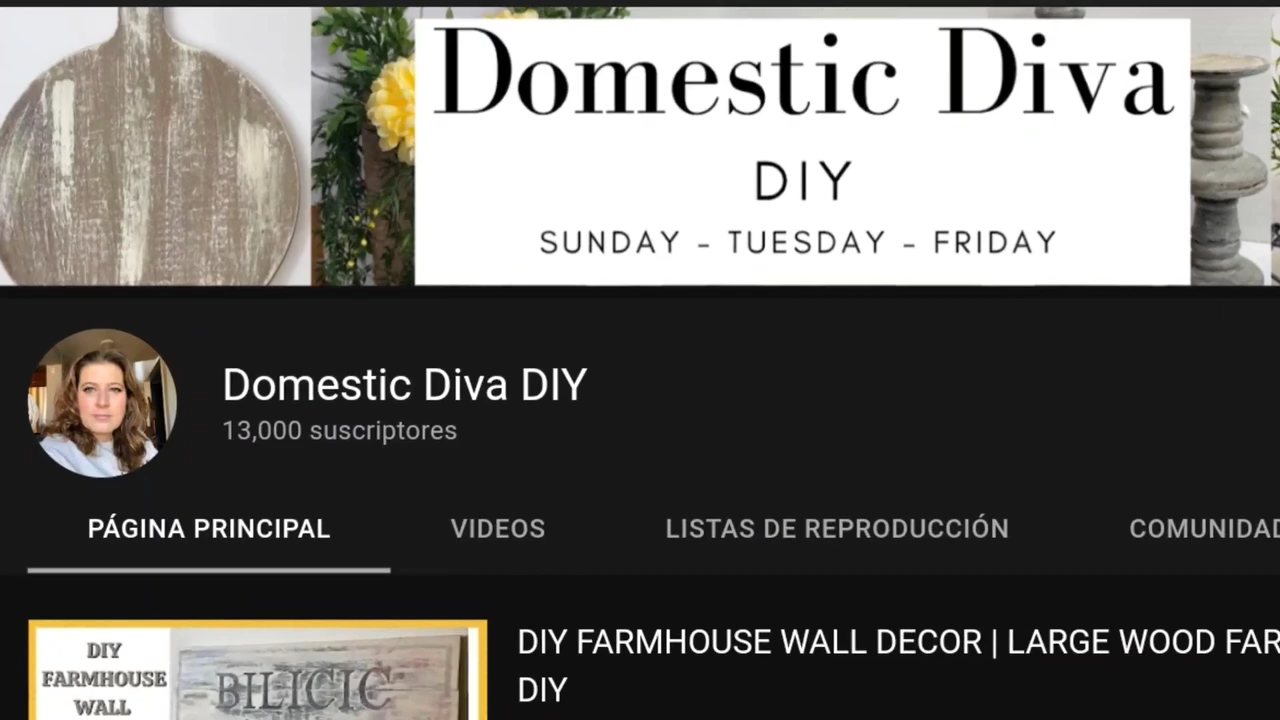 Domestic Diva
DIY
SUNDAY - TUESDAY - FRIDAY
Domestic Diva DIY
13,000 suscriptores
PÁGINA PRINCIPAL
VIDEOS
LISTAS DE REPRODUCCIÓN
COMUNIDAD
DIY FARMHOUSE WALL DECOR | LARGE WOOD FAR
DIY
DIY
FARMHOUSE
WALL
BILICIC